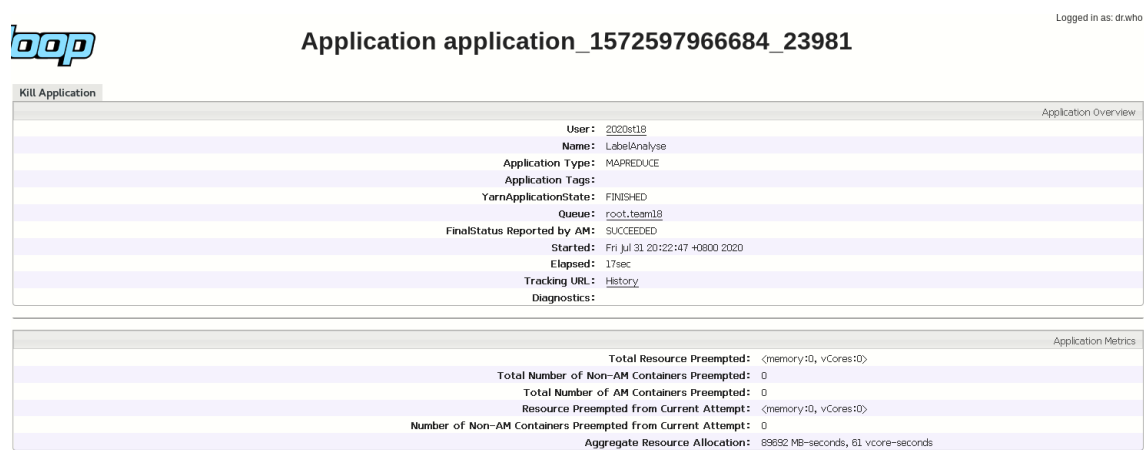 Logged in as: dr.who
oop
Application application_1572597966684_23981
Kill Application
Application Overview
User: 2020st18
Name: LabelAnalyse
Application Type: MAPREDUCE
Application Tags:
YarnApplicationState: FINISHED
Queue: root.team18
FinalStatus Reported by AM: SUCCEEDED
Started: Fri Jul 31 20:22:47 +0800 2020
Elapsed: 17sec
Tracking URL: History
Diagnostics:
Application Metrics
Total Resource Preempted: <memory:0, vCores:0>
Total Number of Non-AM Containers Preempted: 0
Total Number of AM Containers Preempted: 0
Resource Preempted from Current Attempt: <memory:0, vCores:0>
Number of Non-AM Containers Preempted from Current Attempt: 0
Aggregate Resource Allocation: 89692 MB-seconds, 61 vcore-seconds